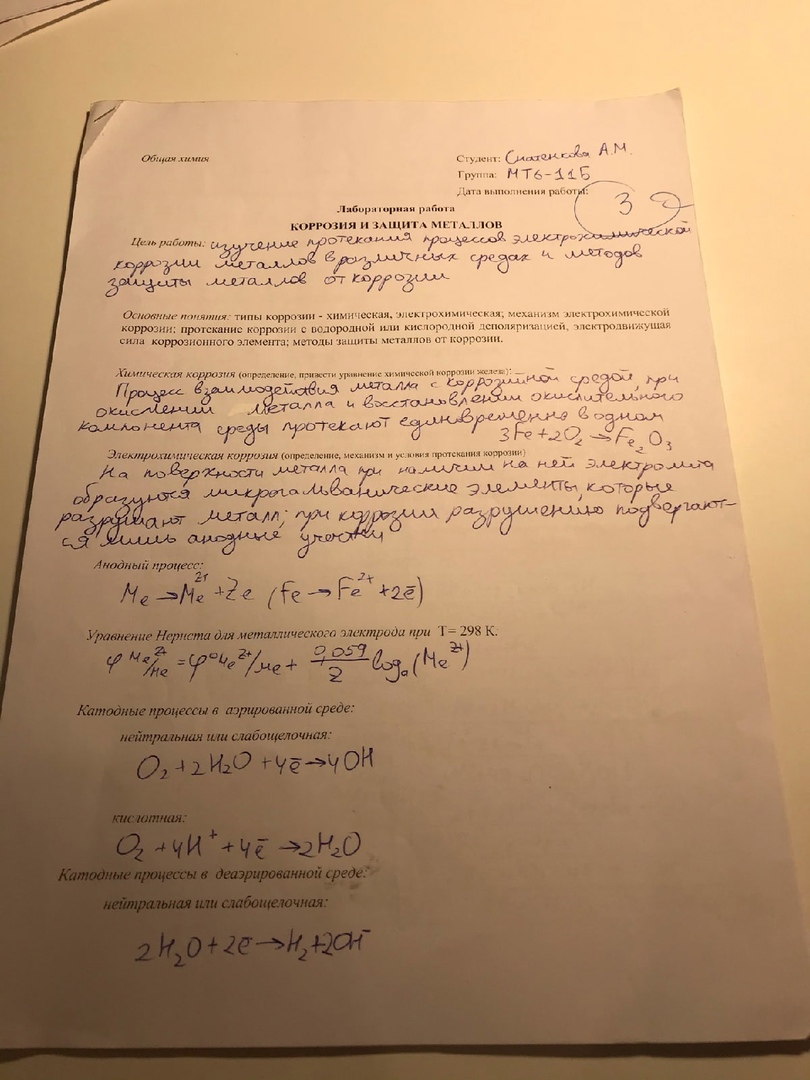 Общая химия
Студент: Снатенкова А.М.
Группа: МТ6-11Б
Дата выполнения работы:
3
Лабораторная работа
КОРРОЗИЯ И ЗАЩИТА МЕТАЛЛОВ
Цель работы: изучение протекания процессов электрохимической
коррозии металлов в различных средах и методов
защиты металлов от коррозии
Основные понятия: типы коррозии - химическая, электрохимическая; механизм электрохимической
коррозии; протекание коррозии с водородной или кислородной деполяризацией, электродвижущая
сила коррозионного элемента; методы защиты металлов от коррозии.
Химическая коррозия (определение, привести уравнение химической коррозии железа):
Процесс взаимодействия металла с коррозийной средой, при
окислении металла и восстановлении окислительного
компонента среды протекают единовременно в одном
3Fe+2O₂→Fe₂O₃
Электрохимическая коррозия (определение, механизм и условия протекания коррозии)
На поверхности металла при наличии на ней электролита
образуются микрогальванические элементы, которые
разрушают металл; при коррозии разрушению подвергают-
ся лишь анодные участки
Анодный процесс:
Me→Me^Z+ +Ze (Fe→Fe²⁺+2ē)
Уравнение Нернста для металлического электрода при Т= 298 К.
φ Me^Z+/Me = φ⁰Me^Z+/Me + 0,059/Z logₐ(Me^Z+)
Катодные процессы в аэрированной среде:
нейтральная или слабощелочная:
O₂+2H₂O+4ē→4OH
кислотная:
O₂+4H⁺+4ē→2H₂O
Катодные процессы в деаэрированной среде:
нейтральная или слабощелочная:
2H₂O+2ē→H₂+2OH⁻